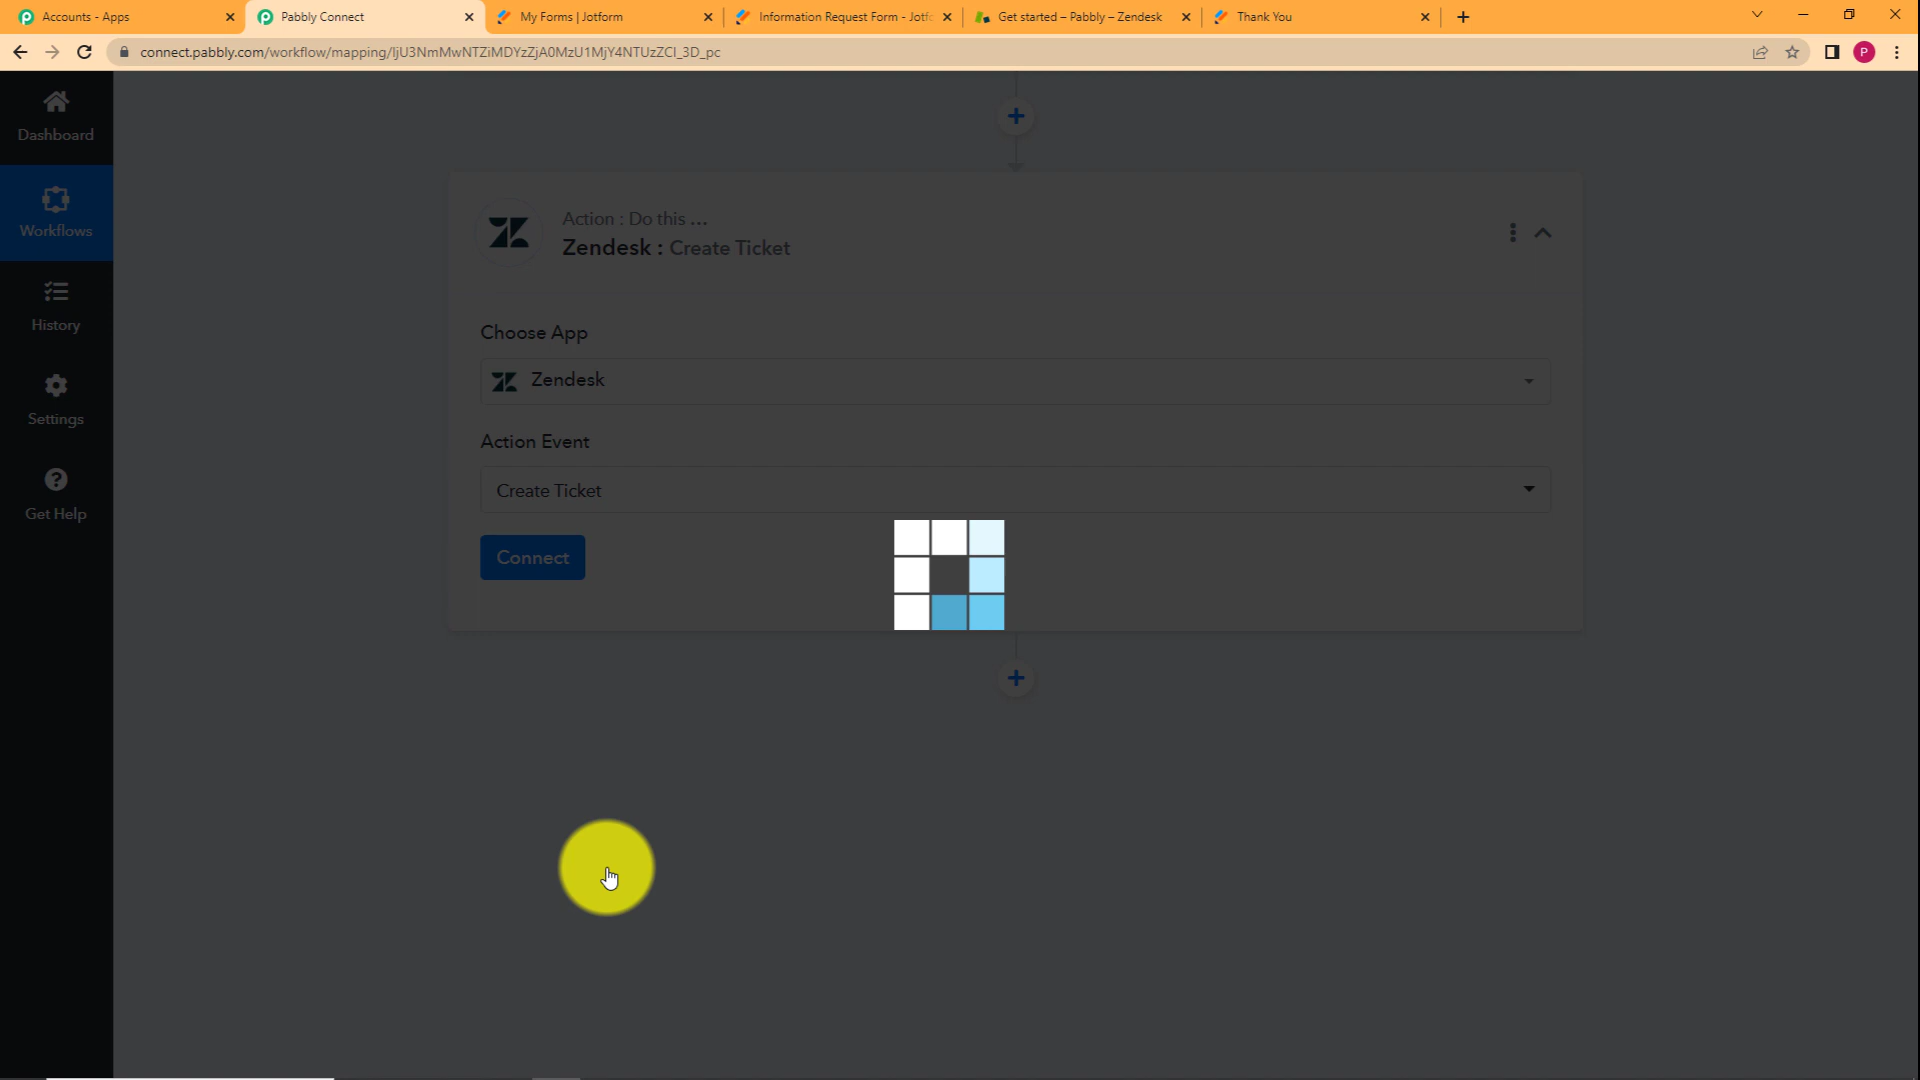 Accounts - Apps
Pabbly Connect
My Forms | Jotform
Information Request Form - Jotfo
Get started – Pabbly – Zendesk
Thank You
connect.pabbly.com/workflow/mapping/IjU3NmMwNTZiMDYzZjA0MzU1MjY4NTUzZCI_3D_pc
P
Dashboard
Workflows
History
Settings
Get Help
Action : Do this ...
Zendesk : Create Ticket
Choose App
Zendesk
Action Event
Create Ticket
Connect